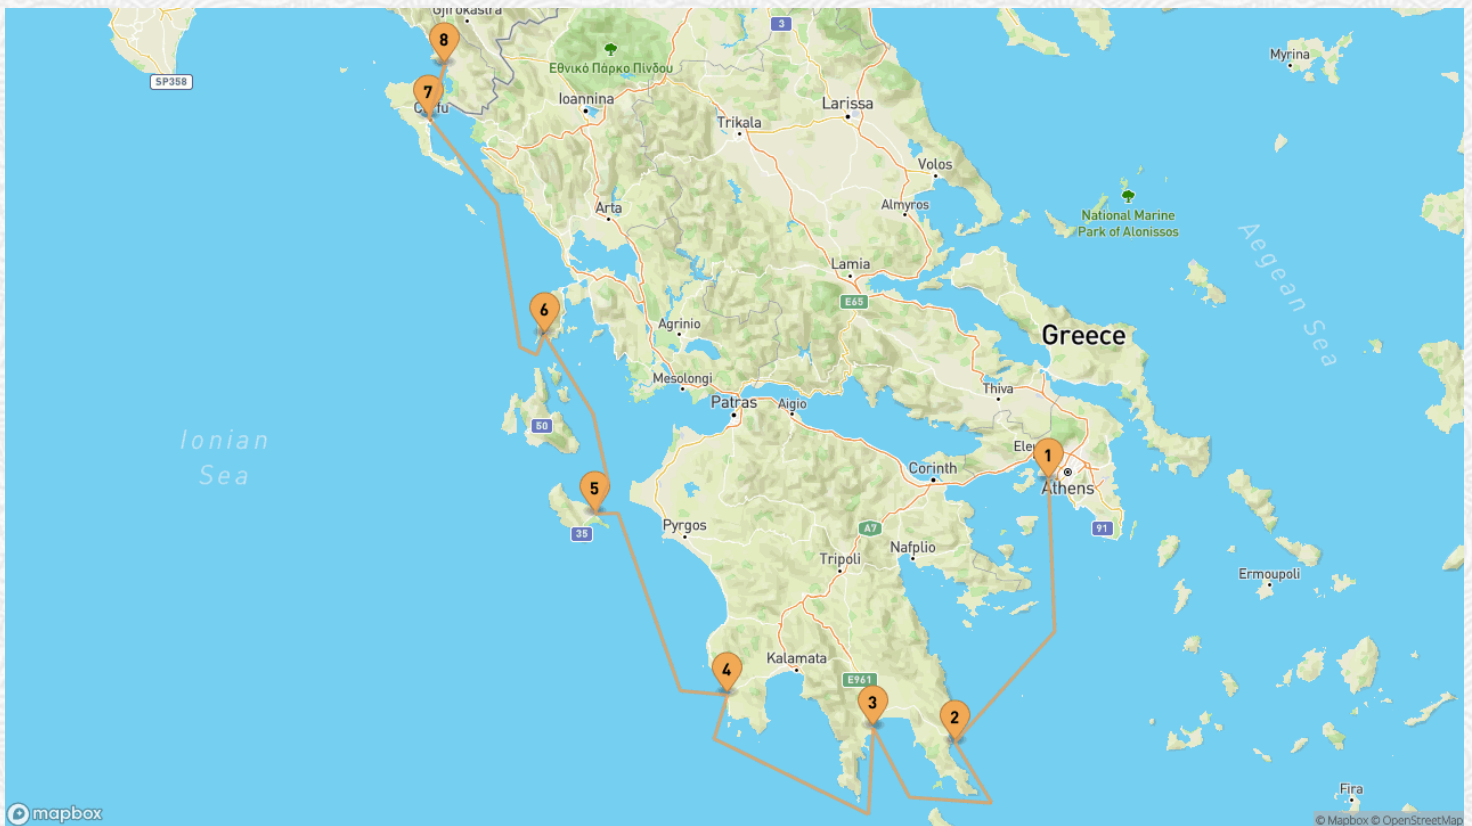 Gjirokastra
3
8
SP358
Εθνικό Πάρκο Πίνδου
Myrina
7
Ioannina
Larissa
Trikala
Volos
Arta
Almyros
National Marine
Park of Alonissos
Aegean Sea
Lamia
E65
6
Agrinio
Greece
Mesolongi
Thiva
Patras
Aigio
50
Ionian
Sea
1
Corinth
Athens
5
35
Pyrgos
A7
91
Nafplio
Tripoli
Ermoupoli
4
Kalamata
E961
3
2
Fira
mapbox
© Mapbox © OpenStreetMap